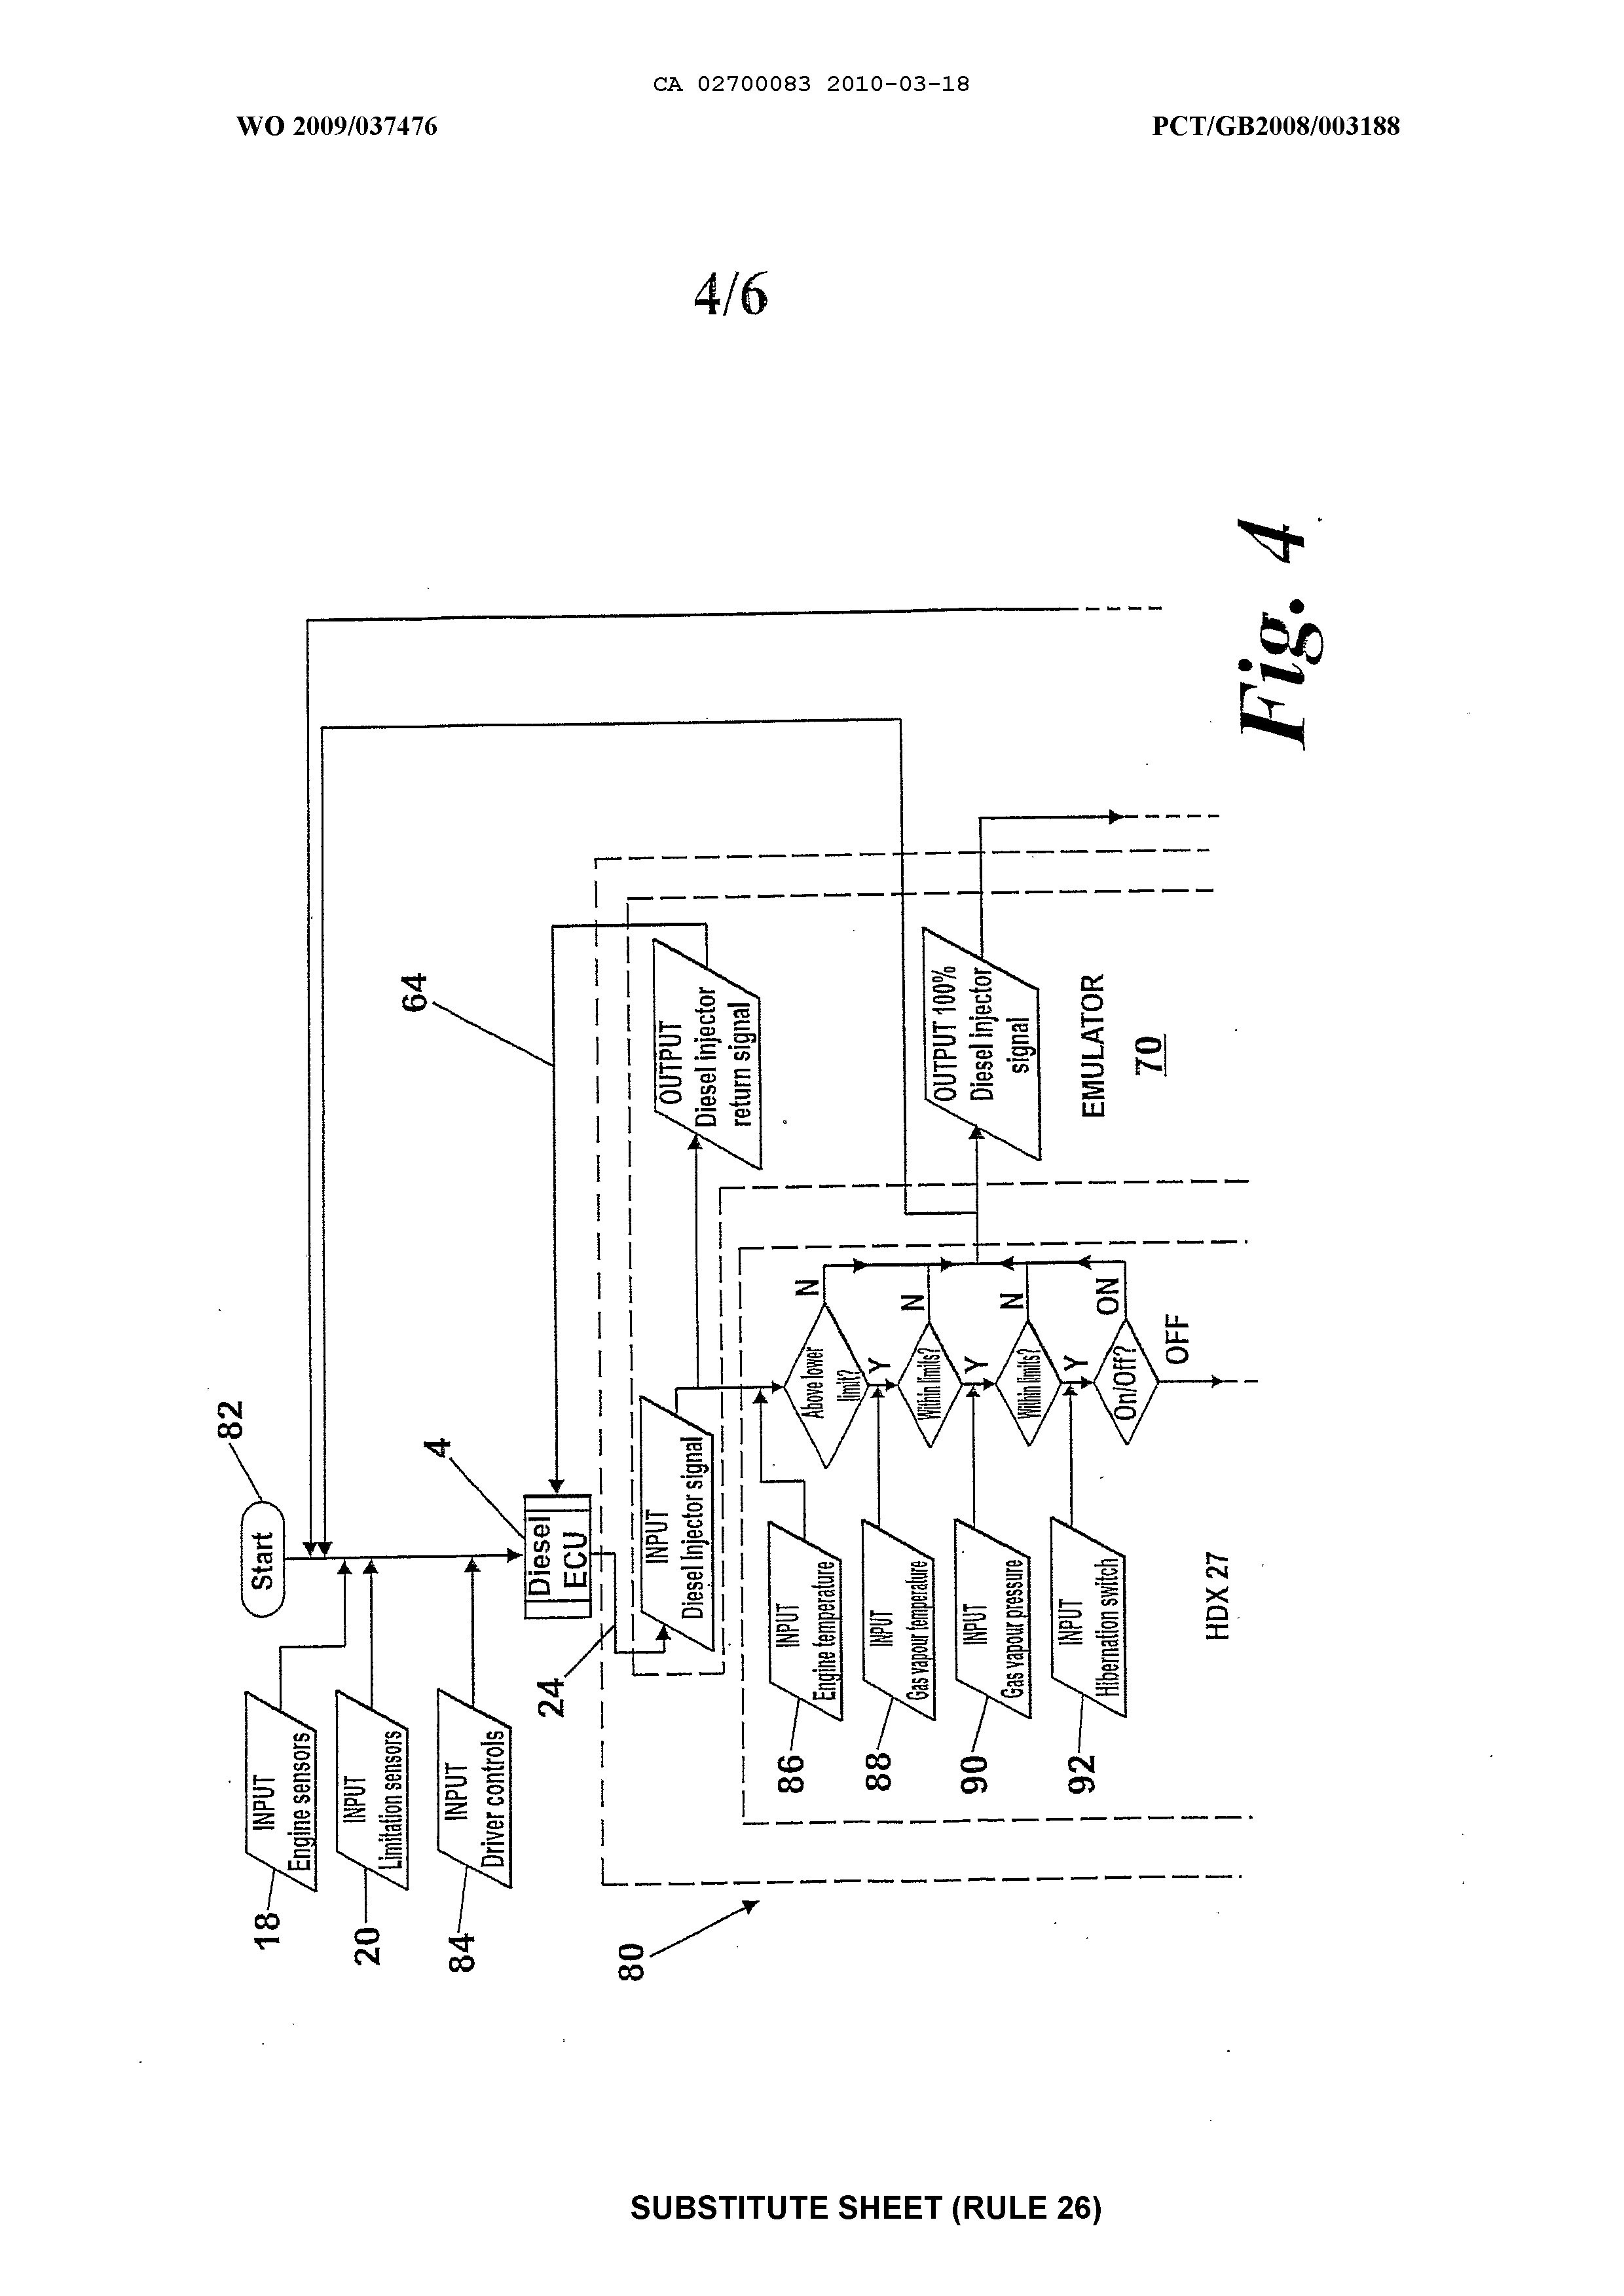 CA 02700083 2010-03-18
WO 2009/037476
PCT/GB2008/003188
4/6
82
Start
18
INPUT
Engine sensors
20
INPUT
Limitation sensors
84
INPUT
Driver controls
4
Diesel
ECU
64
24
80
INPUT
Diesel Injector signal
OUTPUT
Diesel injector
return signal
86
INPUT
Engine temperature
Above lower
limit?
N
Y
88
INPUT
Gas vapour temperature
Within limits?
N
Y
90
INPUT
Gas vapour pressure
Within limits?
N
Y
92
INPUT
Hibernation switch
On/Off?
ON
OFF
OUTPUT 100%
Diesel Injector
signal
EMULATOR
70
HDX 27
Fig. 4
SUBSTITUTE SHEET (RULE 26)